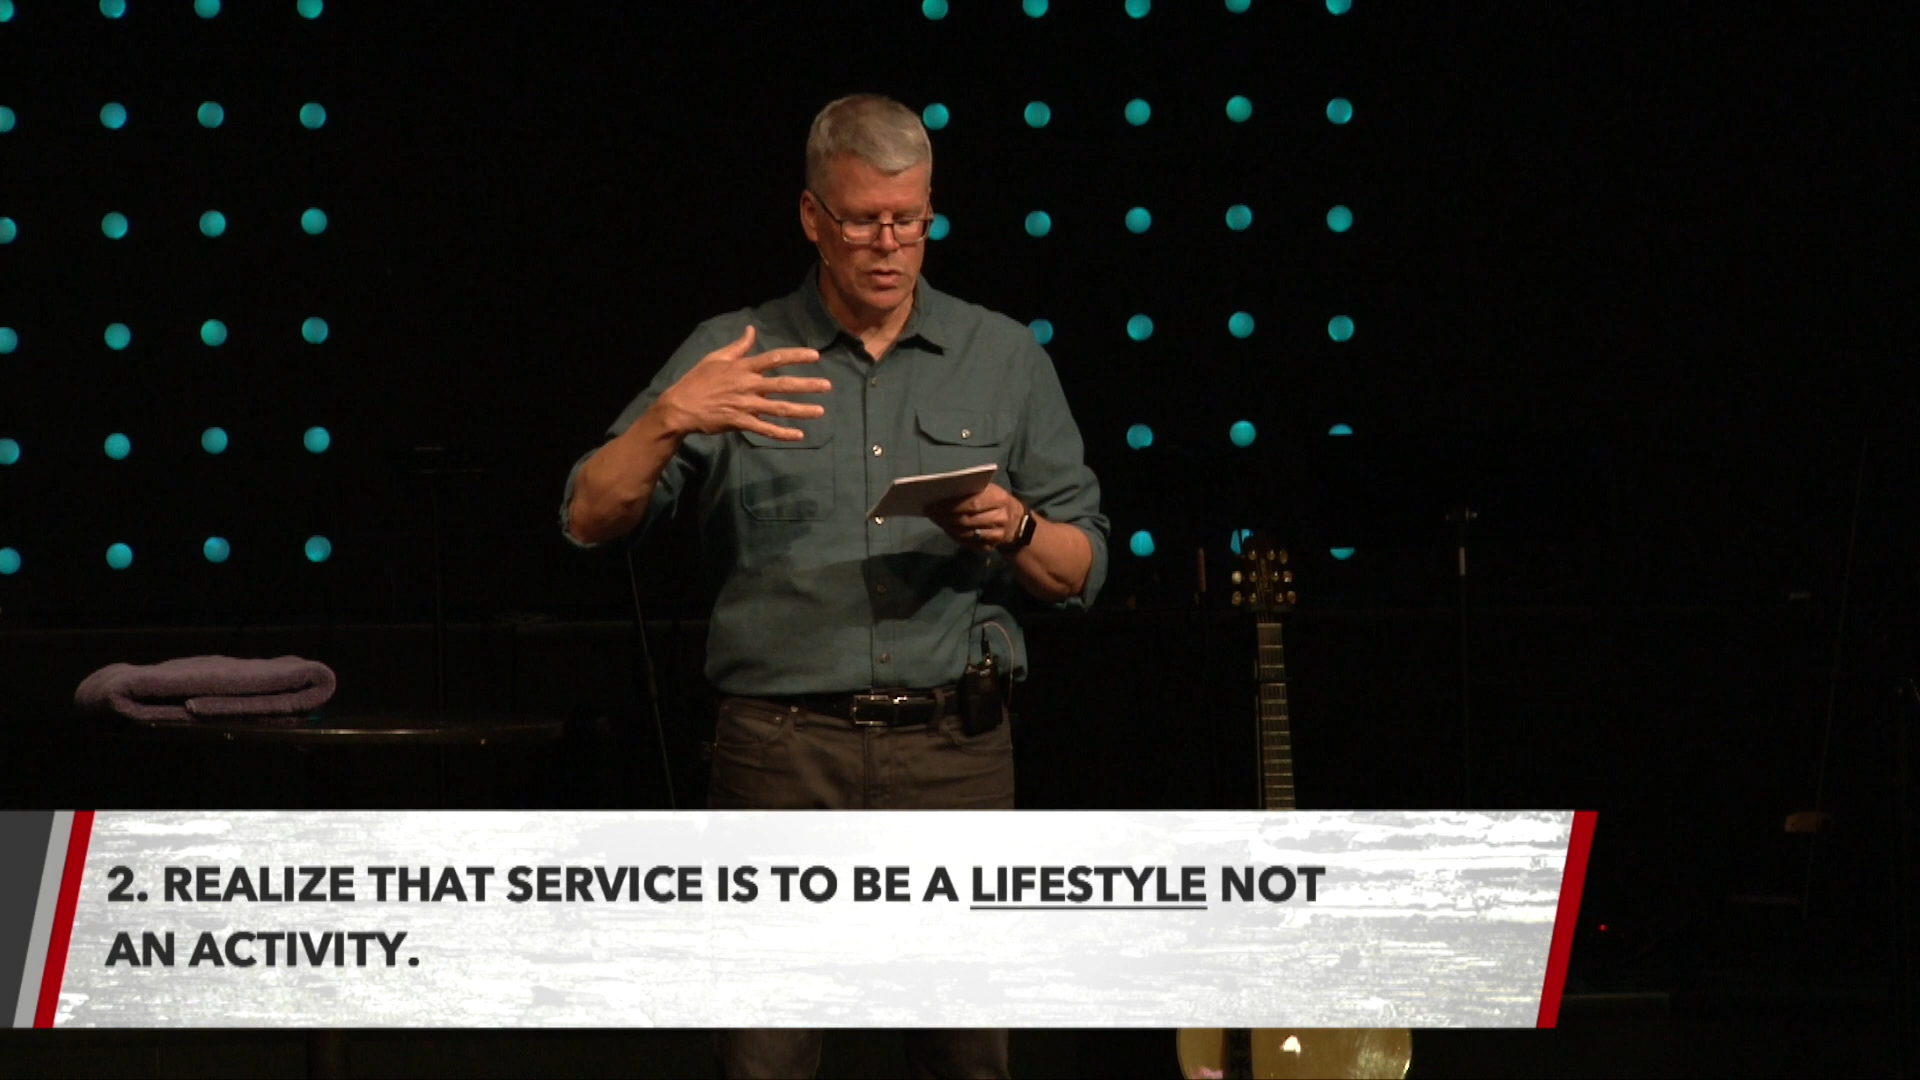 2. REALIZE THAT SERVICE IS TO BE A LIFESTYLE NOT
AN ACTIVITY.